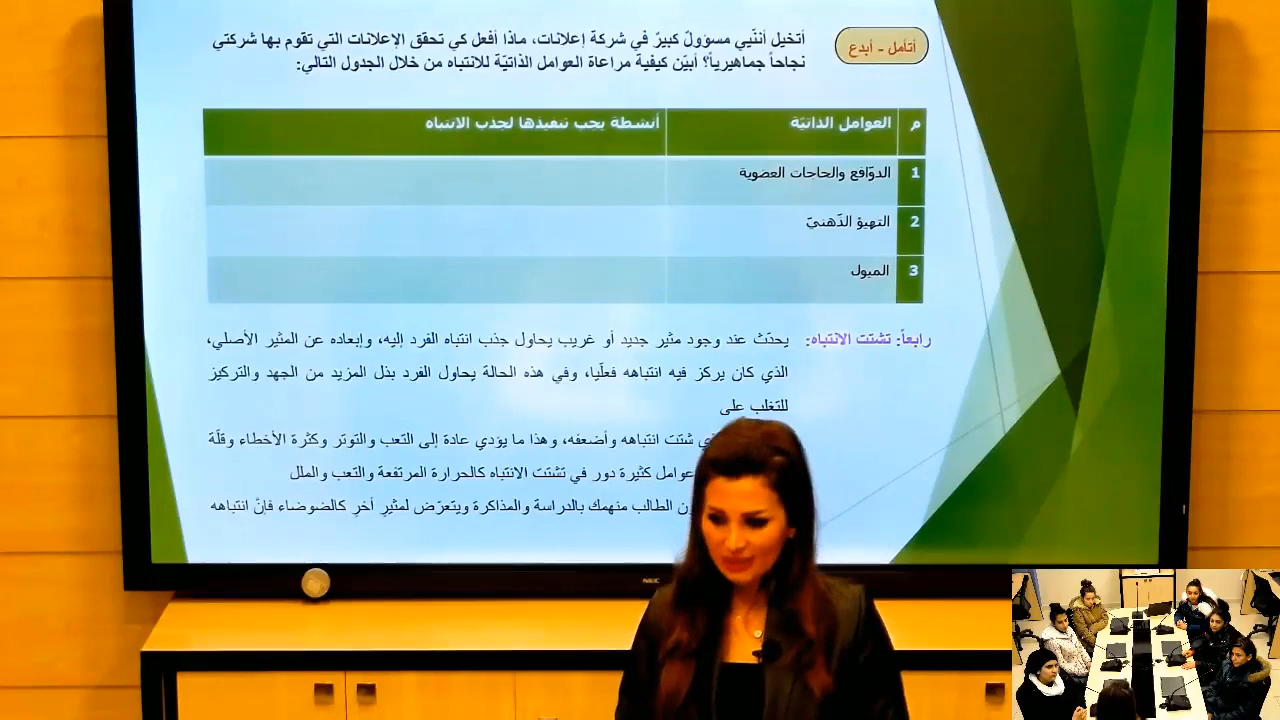 أتأمل - أبدع
أتخيل أننّيي مسؤولٌ كبيرٌ في شركة إعلانات، ماذا أفعل كي تحقق الإعلانات التي تقوم بها شركتي
نجاحاً جماهيرياً؟ أبيّن كيفية مراعاة العوامل الذاتيّة للانتباه من خلال الجدول التالي:
م العوامل الذاتيّة أنشطة يجب تنفيذها لجذب الانتباه
1 الدوّافع والحاجات العضوية
2 التهيؤ الذّهنيّ
3 الميول
رابعاً: تشتت الانتباه: يحدّث عند وجود مثير جديد أو غريب يحاول جذب انتباه الفرد إليه، وإبعاده عن المثير الأصلي،
الذي كان يركز فيه انتباهه فعلّيا، وفي هذه الحالة يحاول الفرد بذل المزيد من الجهد والتركيز
للتغلب على
شتت انتباهه وأضعفه، وهذا ما يؤدي عادة إلى التعب والتوتر وكثرة الأخطاء وقلّة
عوامل كثيرة دور في تشتت الانتباه كالحرارة المرتفعة والتعب والملل
الطالب منهمك بالدراسة والمذاكرة ويتعرّض لمثيرِ أخرِ كالضوضاء فإنَّ انتباهه
NEC